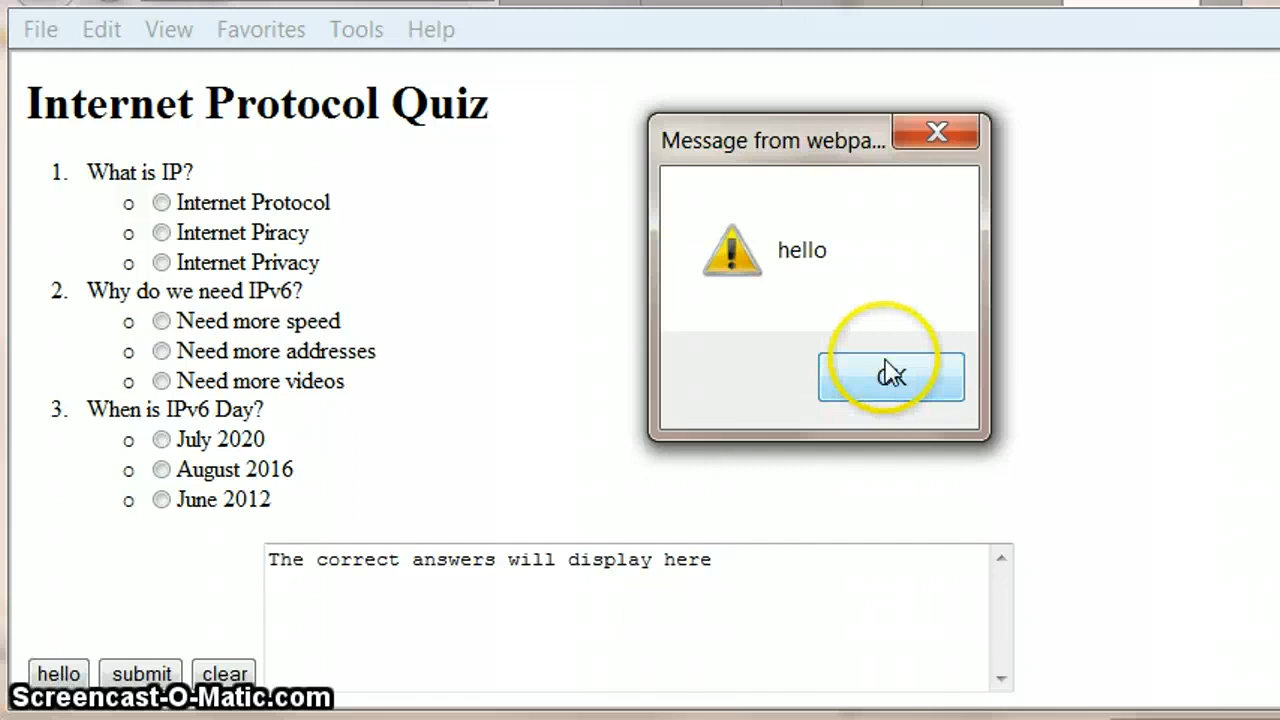 File Edit View Favorites Tools Help
Internet Protocol Quiz
Message from webpa...
hello
OK
1. What is IP?
Internet Protocol
Internet Piracy
Internet Privacy
2. Why do we need IPv6?
Need more speed
Need more addresses
Need more videos
3. When is IPv6 Day?
July 2020
August 2016
June 2012
The correct answers will display here
hello submit clear
Screencast-O-Matic.com